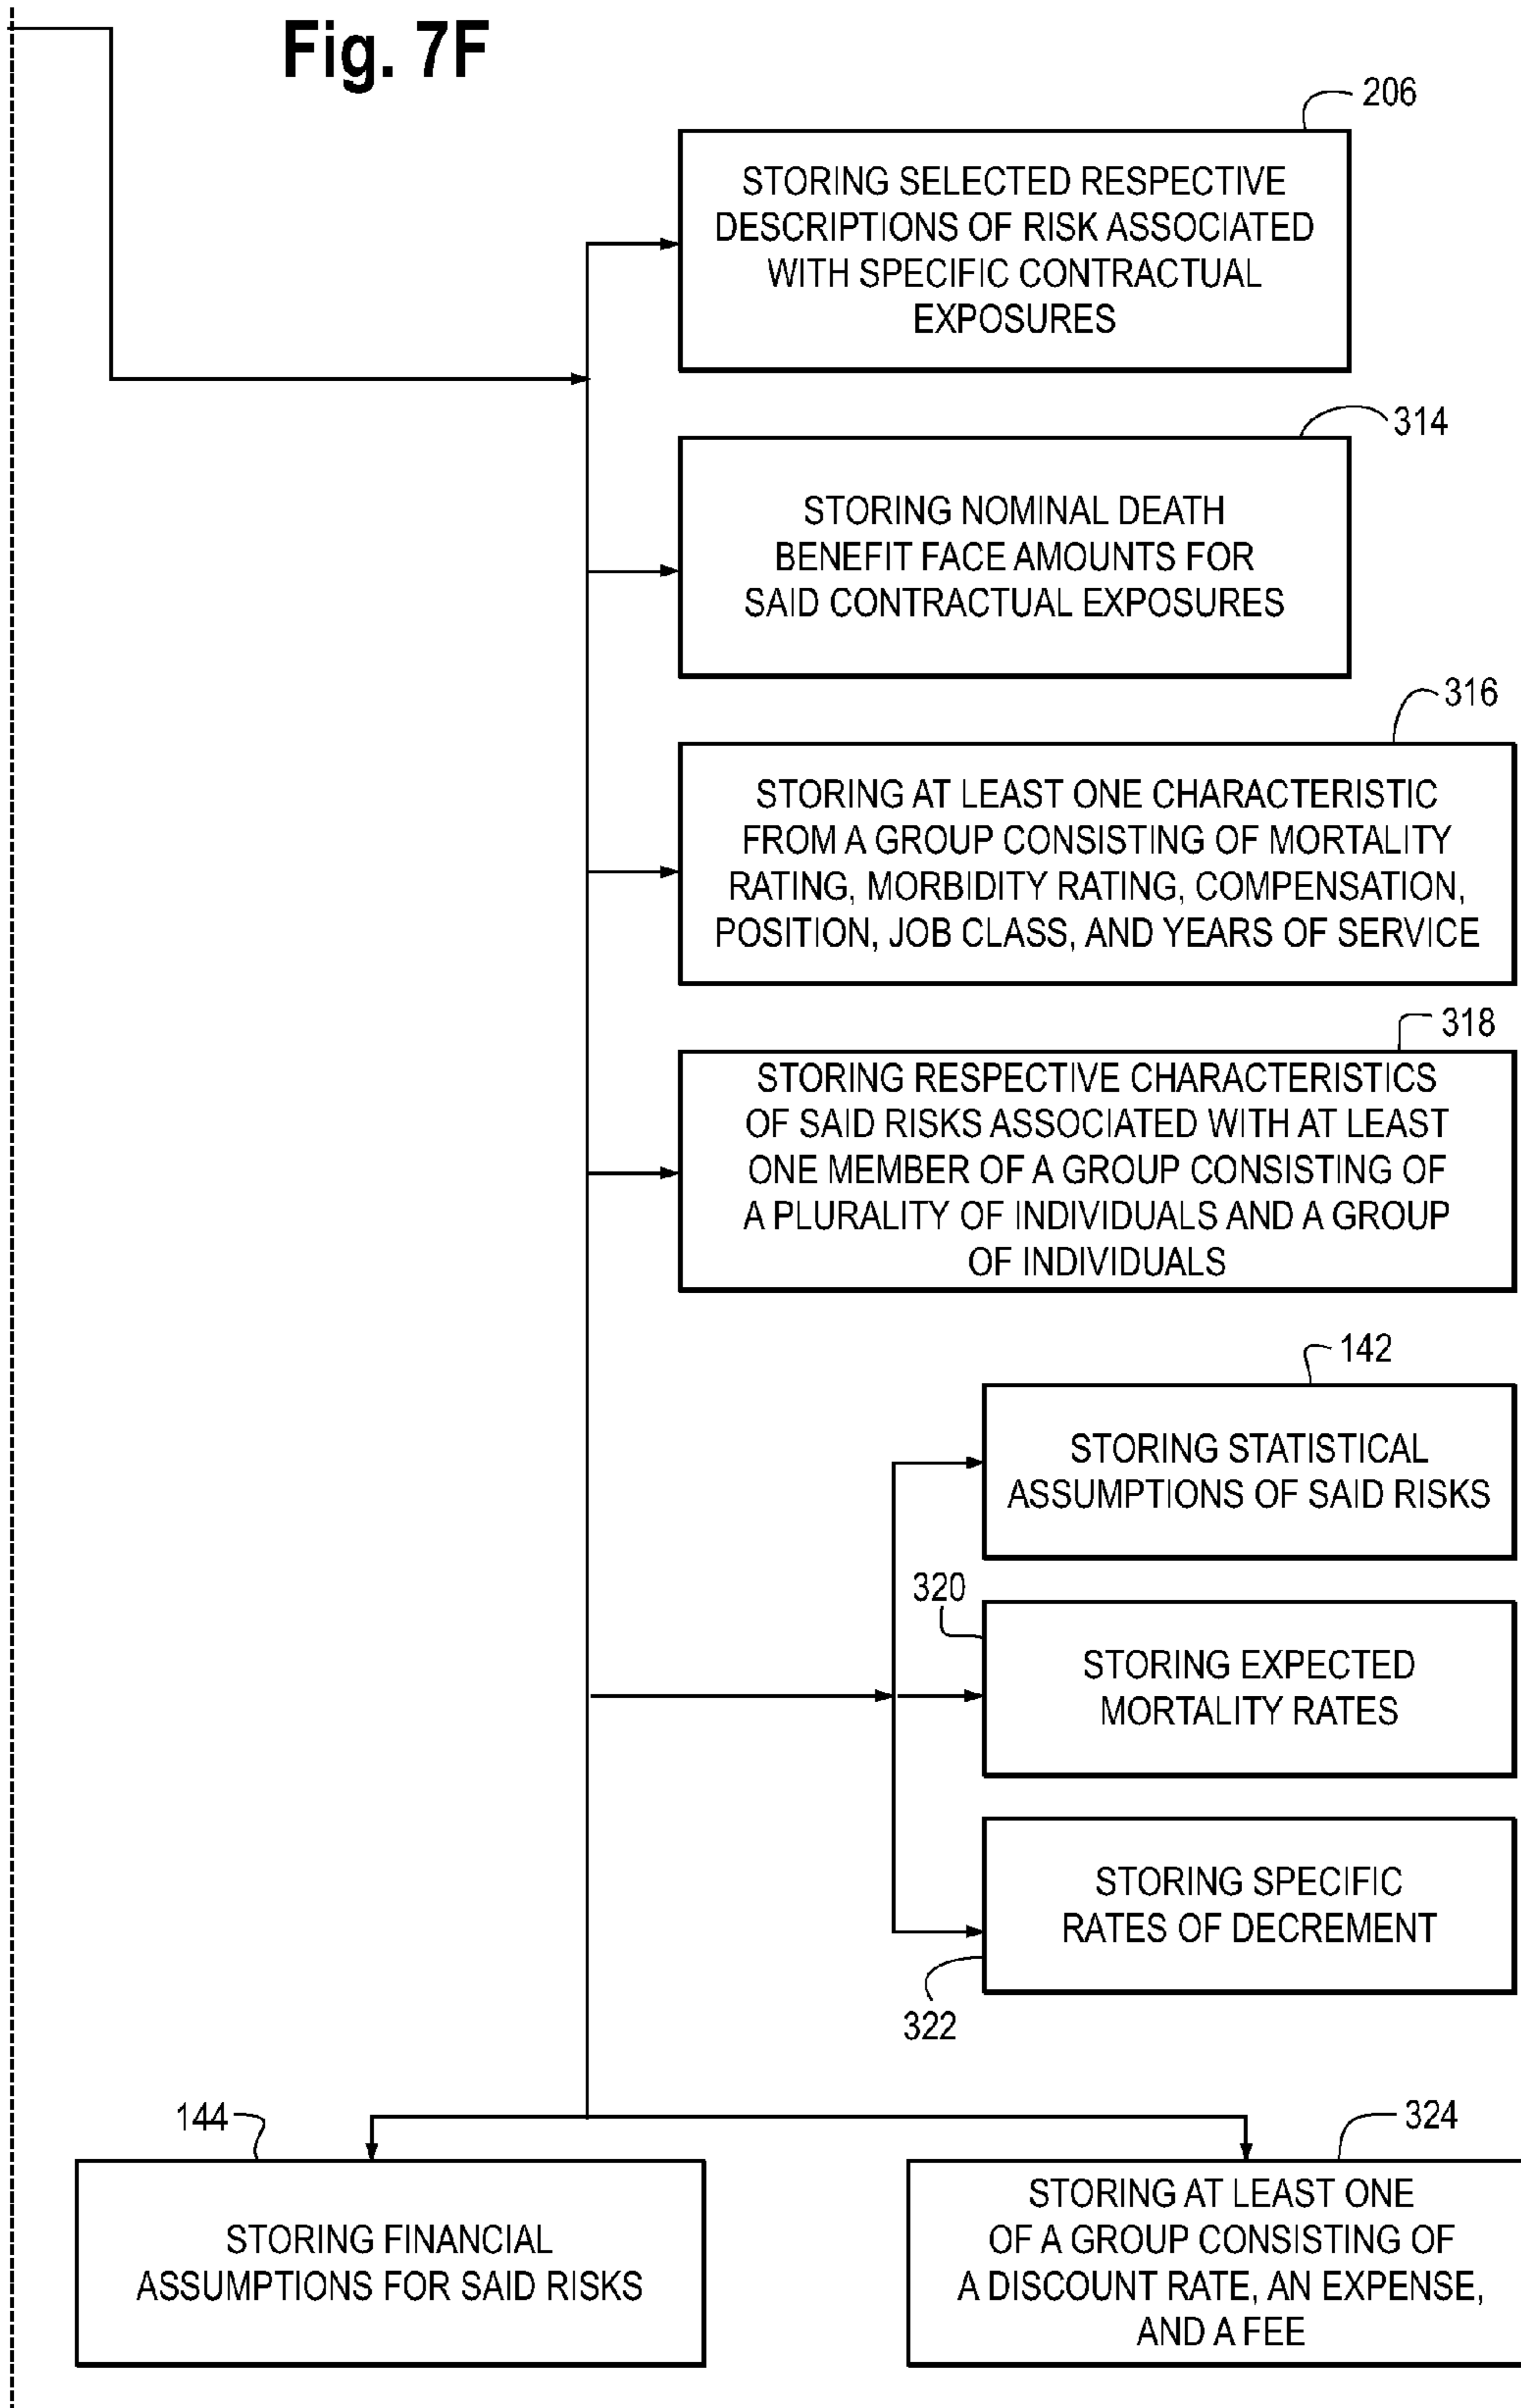 Fig. 7F
206
STORING SELECTED RESPECTIVE
DESCRIPTIONS OF RISK ASSOCIATED
WITH SPECIFIC CONTRACTUAL
EXPOSURES
314
STORING NOMINAL DEATH
BENEFIT FACE AMOUNTS FOR
SAID CONTRACTUAL EXPOSURES
316
STORING AT LEAST ONE CHARACTERISTIC
FROM A GROUP CONSISTING OF MORTALITY
RATING, MORBIDITY RATING, COMPENSATION,
POSITION, JOB CLASS, AND YEARS OF SERVICE
318
STORING RESPECTIVE CHARACTERISTICS
OF SAID RISKS ASSOCIATED WITH AT LEAST
ONE MEMBER OF A GROUP CONSISTING OF
A PLURALITY OF INDIVIDUALS AND A GROUP
OF INDIVIDUALS
142
STORING STATISTICAL
ASSUMPTIONS OF SAID RISKS
320
STORING EXPECTED
MORTALITY RATES
STORING SPECIFIC
RATES OF DECREMENT
322
144
STORING FINANCIAL
ASSUMPTIONS FOR SAID RISKS
324
STORING AT LEAST ONE
OF A GROUP CONSISTING OF
A DISCOUNT RATE, AN EXPENSE,
AND A FEE